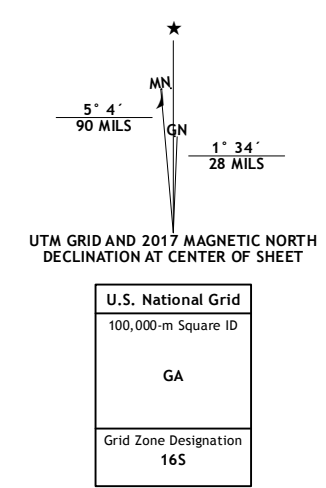 ★
MN
5° 4´
90 MILS
GN
1° 34´
28 MILS
UTM GRID AND 2017 MAGNETIC NORTH
DECLINATION AT CENTER OF SHEET
U.S. National Grid
100,000-m Square ID
GA
Grid Zone Designation
16S